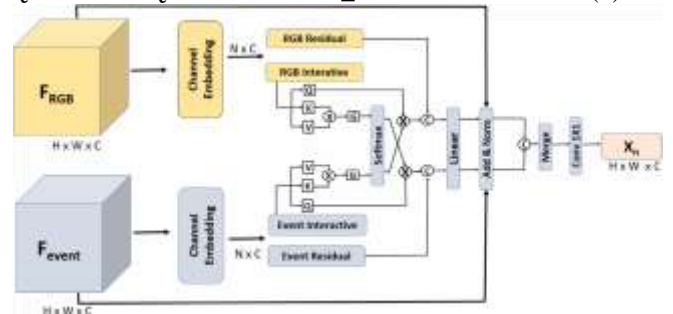 F_RGB
H x W x C
Channel Embedding
N x C
RGB Residual
RGB Interative
Q
K
V
x
G
Softmax
V
K
Q
x
G
X
X
C
C
Linear
Add & Norm
C
Merge
Conv 1X1
X_n
H x W x C
F_event
H x W x C
Channel Embedding
N x C
Event Interactive
Event Residual